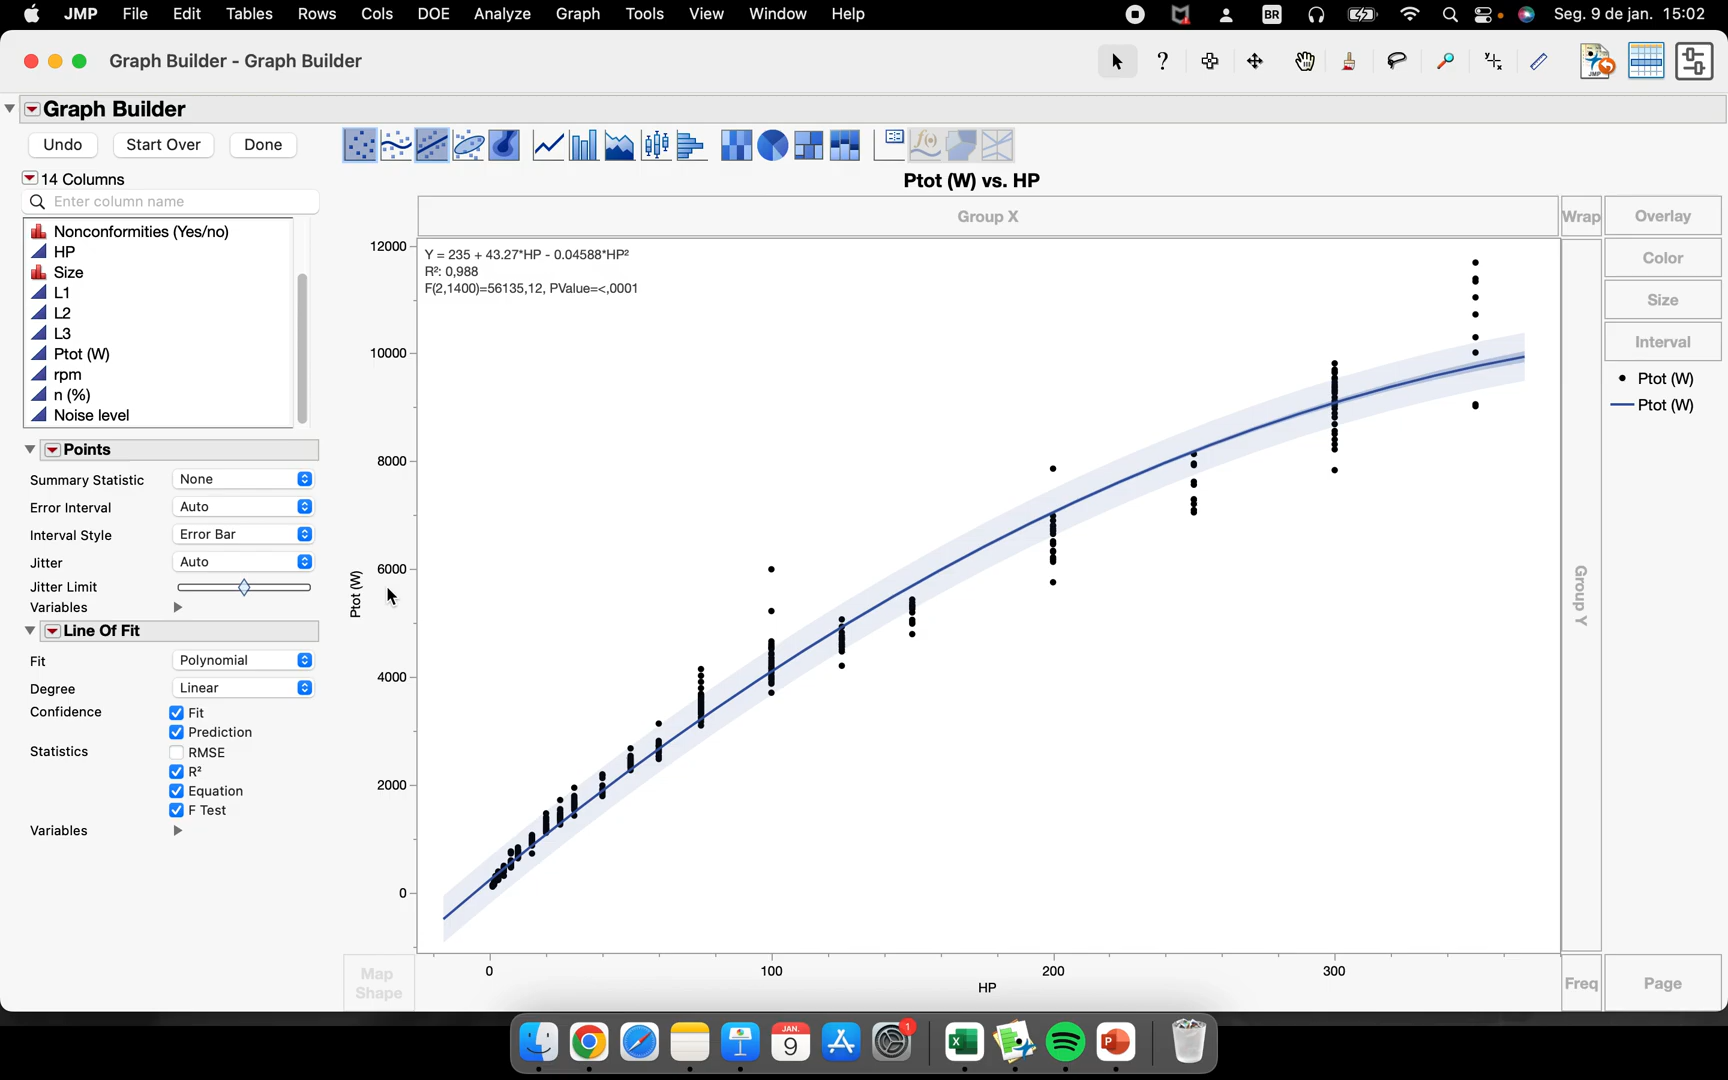 JMP File Edit Tables Rows Cols DOE Analyze Graph Tools View Window Help BR Seg. 9 de jan. 15:02
Graph Builder - Graph Builder
?
JMP
Graph Builder
Undo Start Over Done
14 Columns
Enter column name
Nonconformities (Yes/no)
HP
Size
L1
L2
L3
Ptot (W)
rpm
n (%)
Noise level
Points
Summary Statistic None
Error Interval Auto
Interval Style Error Bar
Jitter Auto
Jitter Limit
Variables
Line Of Fit
Fit Polynomial
Degree Linear
Confidence Fit
Prediction
Statistics RMSE
R²
Equation
F Test
Variables
Ptot (W) vs. HP
Group X
Wrap
Overlay
Color
Size
Interval
Ptot (W)
Ptot (W)
Y = 235 + 43.27*HP - 0.04588*HP²
R²: 0,988
F(2,1400)=56135,12, PValue=<,0001
12000
10000
8000
6000
4000
2000
0
Ptot (W)
Group Y
0 100 200 300
HP
Map
Shape
Freq
Page
JAN.
9
1